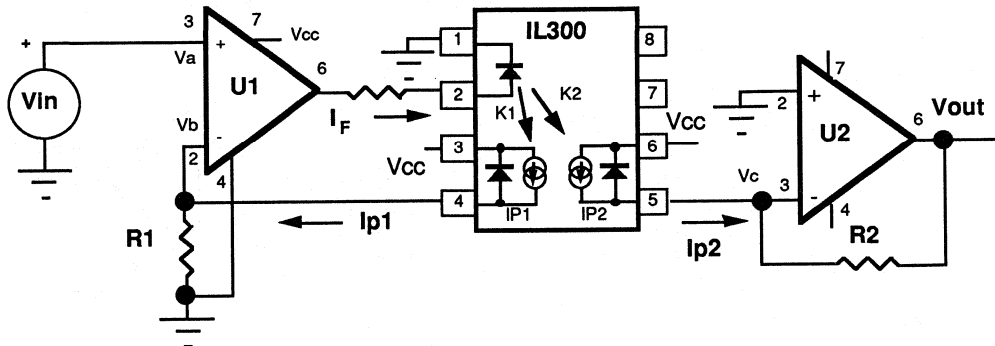 IL300
3
7
Vcc
+
Va
+
U1
6
Vin
Vb
-
2
4
IF
1
8
2
7
K1
K2
3
VCC
6
VCC
4
IP1
IP2
5
Ip1
Ip2
R1
7
2
+
U2
6
Vout
Vc
3
-
4
R2